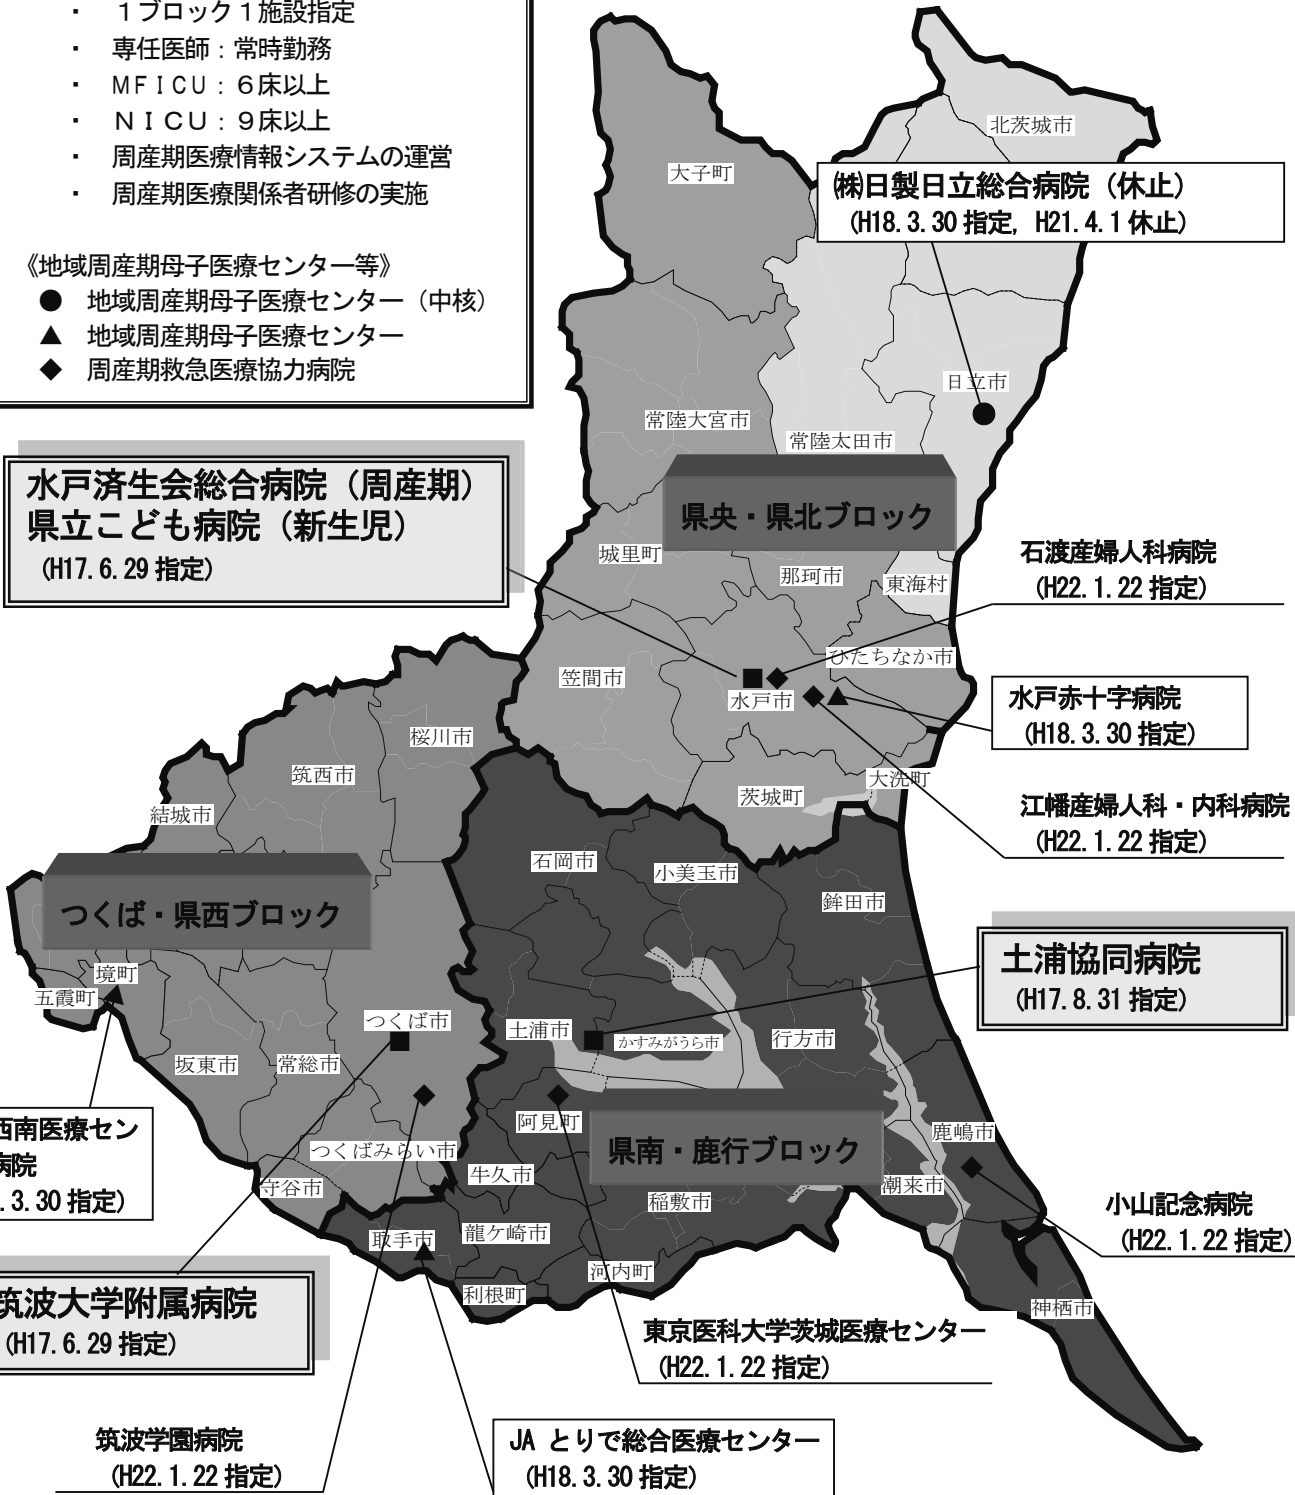 ・ １ブロック１施設指定
・ 専任医師：常時勤務
・ ＭＦＩＣＵ：６床以上
・ ＮＩＣＵ：９床以上
・ 周産期医療情報システムの運営
・ 周産期医療関係者研修の実施
《地域周産期母子医療センター等》
● 地域周産期母子医療センター（中核）
▲ 地域周産期母子医療センター
◆ 周産期救急医療協力病院
北茨城市
大子町
㈱日製日立総合病院（休止）
（H18.3.30 指定，H21.4.1 休止）
日立市
常陸大宮市
常陸太田市
水戸済生会総合病院（周産期）
県立こども病院（新生児）
（H17.6.29 指定）
県央・県北ブロック
城里町
那珂市
東海村
石渡産婦人科病院
（H22.1.22 指定）
ひたちなか市
笠間市
水戸市
水戸赤十字病院
（H18.3.30 指定）
桜川市
筑西市
大洗町
茨城町
結城市
江幡産婦人科・内科病院
（H22.1.22 指定）
石岡市
小美玉市
鉾田市
つくば・県西ブロック
土浦協同病院
（H17.8.31 指定）
境町
五霞町
つくば市
土浦市
かすみがうら市
行方市
坂東市
常総市
阿見町
県南・鹿行ブロック
鹿嶋市
西南医療セン
病院
.3.30 指定）
つくばみらい市
牛久市
守谷市
稲敷市
潮来市
小山記念病院
（H22.1.22 指定）
取手市
龍ケ崎市
河内町
利根町
神栖市
筑波大学附属病院
（H17.6.29 指定）
東京医科大学茨城医療センター
（H22.1.22 指定）
筑波学園病院
（H22.1.22 指定）
JA とりで総合医療センター
（H18.3.30 指定）